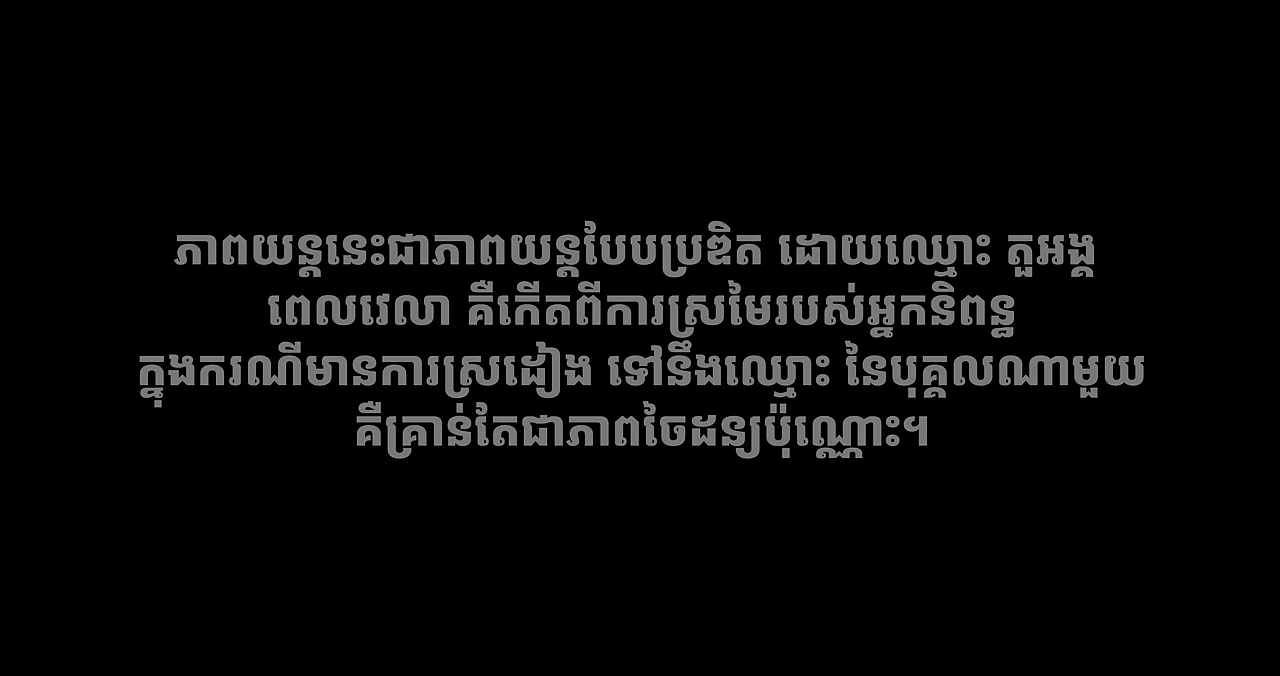 ភាពយន្តនេះជាភាពយន្តបែបប្រឌិត ដោយឈ្មោះ តួអង្គ
ពេលវេលា គឺកើតពីការស្រមៃរបស់អ្នកនិពន្ធ
ក្នុងករណីមានការស្រដៀង ទៅនឹងឈ្មោះ នៃបុគ្គលណាមួយ
គឺគ្រាន់តែជាភាពចៃដន្យប៉ុណ្ណោះ។